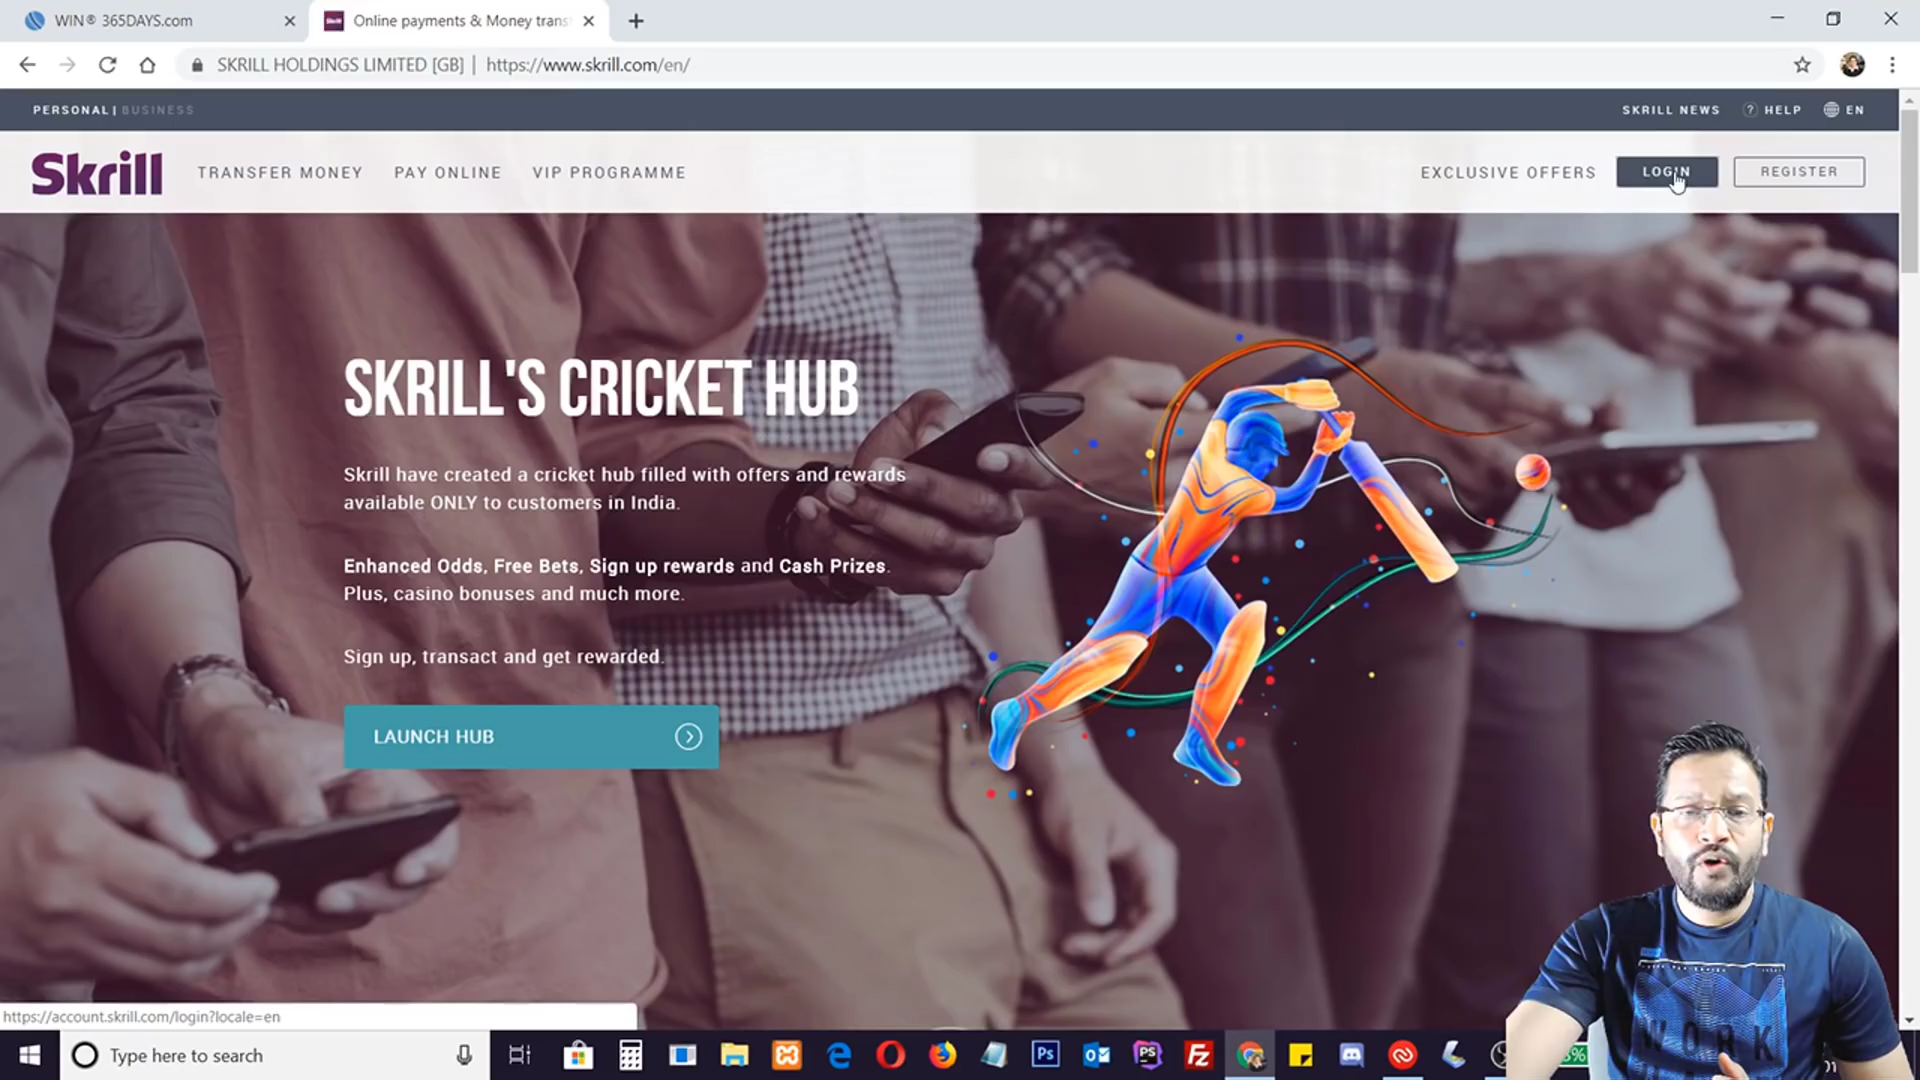 WIN® 365DAYS.com
Online payments & Money trans
SKRILL HOLDINGS LIMITED [GB] | https://www.skrill.com/en/
PERSONAL | BUSINESS
SKRILL NEWS
? HELP
EN
Skrill
TRANSFER MONEY
PAY ONLINE
VIP PROGRAMME
EXCLUSIVE OFFERS
LOGIN
REGISTER
SKRILL'S CRICKET HUB
Skrill have created a cricket hub filled with offers and rewards
available ONLY to customers in India.
Enhanced Odds, Free Bets, Sign up rewards and Cash Prizes.
Plus, casino bonuses and much more.
Sign up, transact and get rewarded.
LAUNCH HUB
https://account.skrill.com/login?locale=en
Type here to search
Ps
PS
FZ
WORK